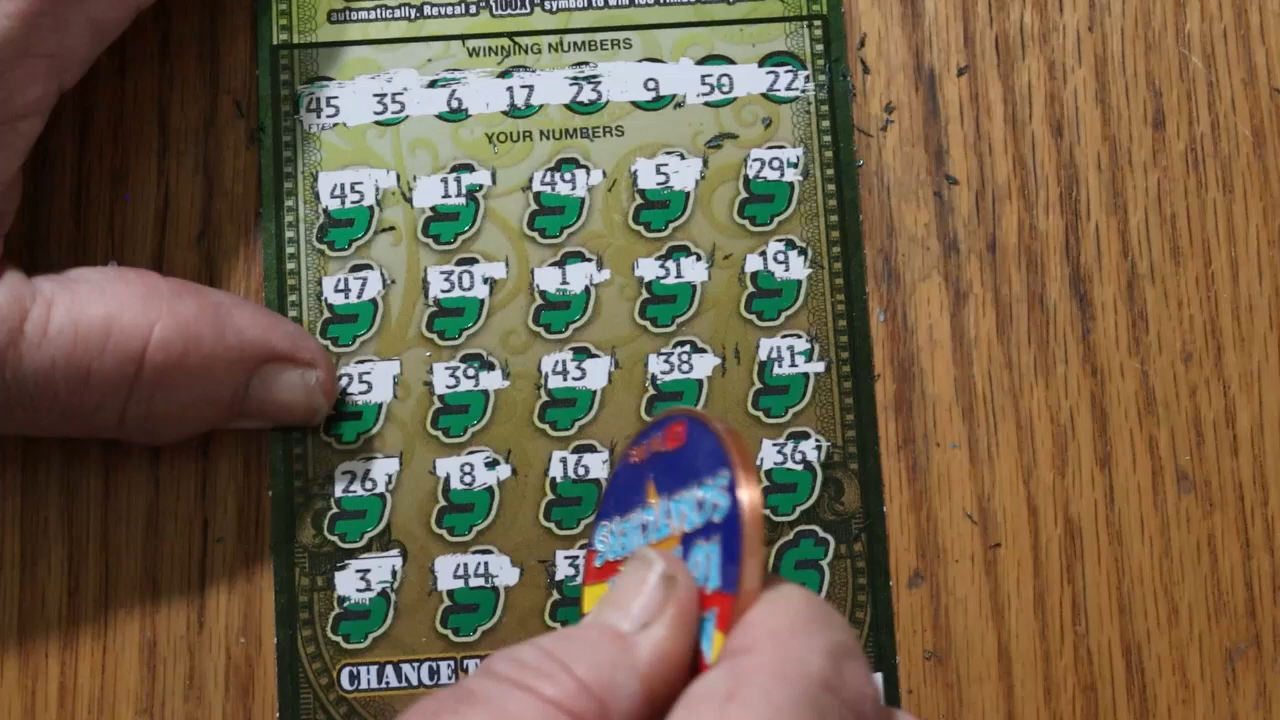 automatically. Reveal a "100X" symbol to win 100 TIMES
WINNING NUMBERS
45 35 6 17 23 9 50 22
YOUR NUMBERS
45 11 49 5 29
47 30 1 31 19
25 39 43 38 41
26 8 16 36
3 44 3
CHANCE T